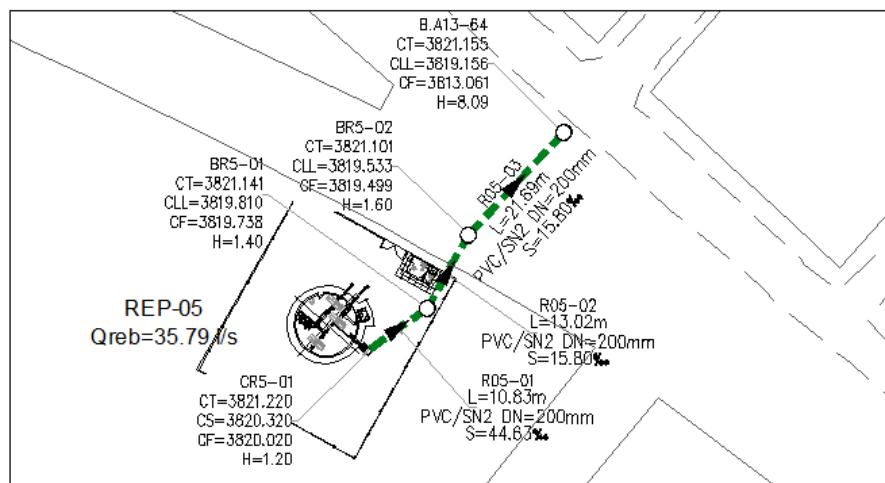 B.A13-64
CT=3821.155
CLL=3819.156
CF=3813.061
H=8.09
BR5-02
CT=3821.101
CLL=3819.533
CF=3819.499
H=1.60
BR5-01
CT=3821.141
CLL=3819.810
CF=3819.738
H=1.40
R05-03
L=21.69m
PVC/SN2 DN=200mm
S=15.80‰
REP-05
Qreb=35.79 l/s
R05-02
L=13.02m
PVC/SN2 DN=200mm
S=15.80‰
CR5-01
CT=3821.220
CS=3820.320
CF=3820.020
H=1.20
R05-01
L=10.83m
PVC/SN2 DN=200mm
S=44.63‰